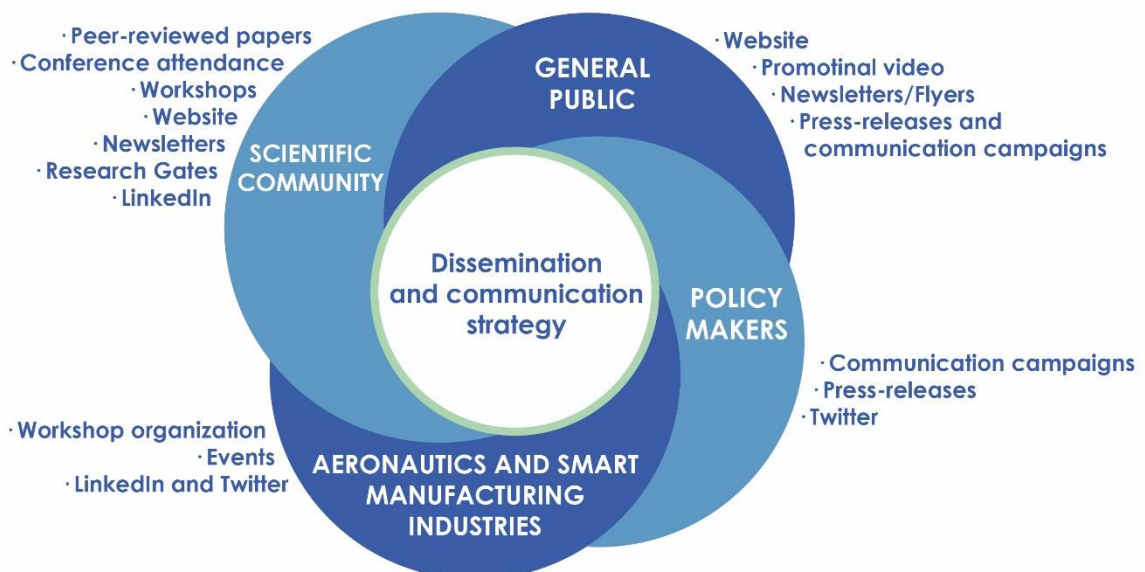 · Peer-reviewed papers
· Conference attendance
· Workshops
· Website
· Newsletters
· Research Gates
· LinkedIn
SCIENTIFIC
COMMUNITY
GENERAL
PUBLIC
· Website
· Promotinal video
· Newsletters/Flyers
· Press-releases and
communication campaigns
Dissemination
and communication
strategy
POLICY
MAKERS
· Communication campaigns
· Press-releases
· Twitter
· Workshop organization
· Events
· LinkedIn and Twitter
AERONAUTICS AND SMART
MANUFACTURING
INDUSTRIES